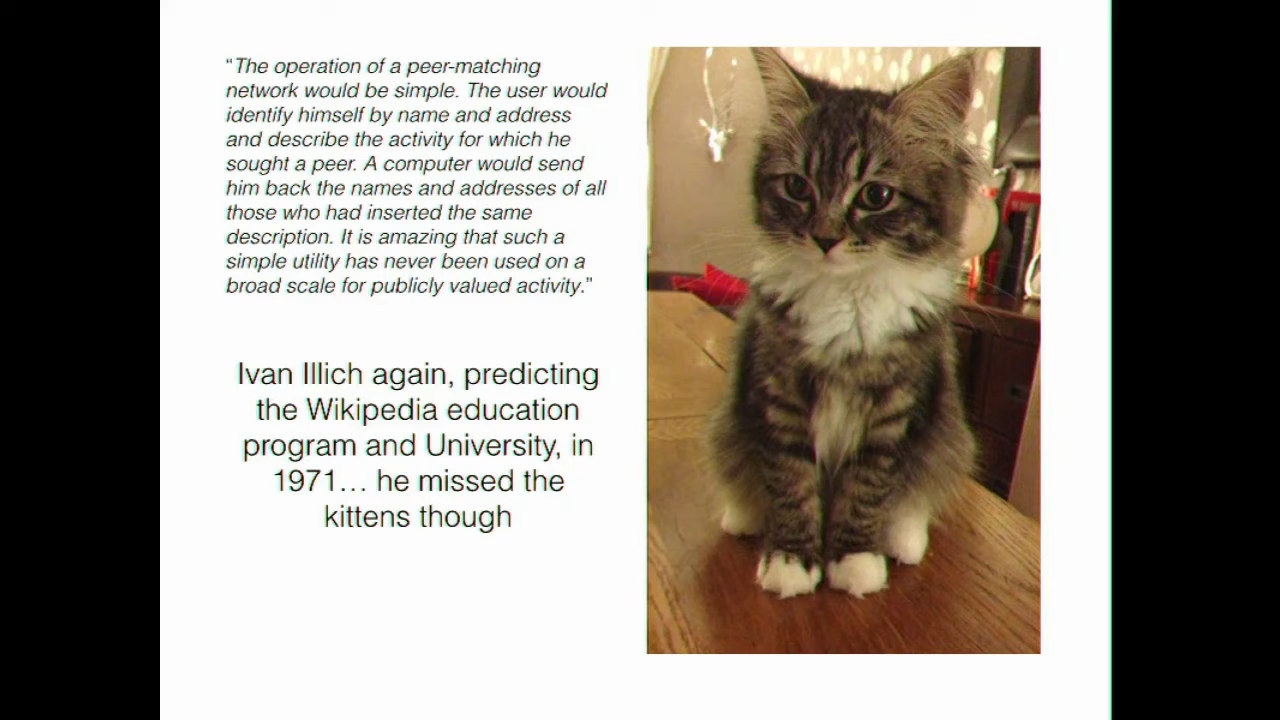 “The operation of a peer-matching
network would be simple. The user would
identify himself by name and address
and describe the activity for which he
sought a peer. A computer would send
him back the names and addresses of all
those who had inserted the same
description. It is amazing that such a
simple utility has never been used on a
broad scale for publicly valued activity.”
Ivan Illich again, predicting
the Wikipedia education
program and University, in
1971… he missed the
kittens though